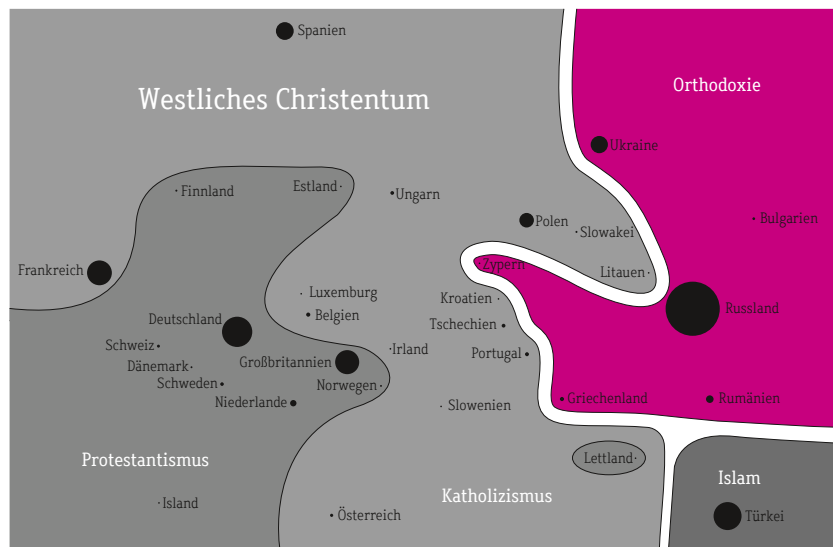 Spanien
Westliches Christentum
Orthodoxie
Ukraine
Finnland
Estland
Ungarn
Polen
Slowakei
Bulgarien
Frankreich
Zypern
Litauen
Luxemburg
Kroatien
Russland
Deutschland
Belgien
Tschechien
Schweiz
Großbritannien
Irland
Portugal
Dänemark
Schweden
Norwegen
Niederlande
Slowenien
Griechenland
Rumänien
Protestantismus
Lettland
Islam
Katholizismus
Island
Österreich
Türkei